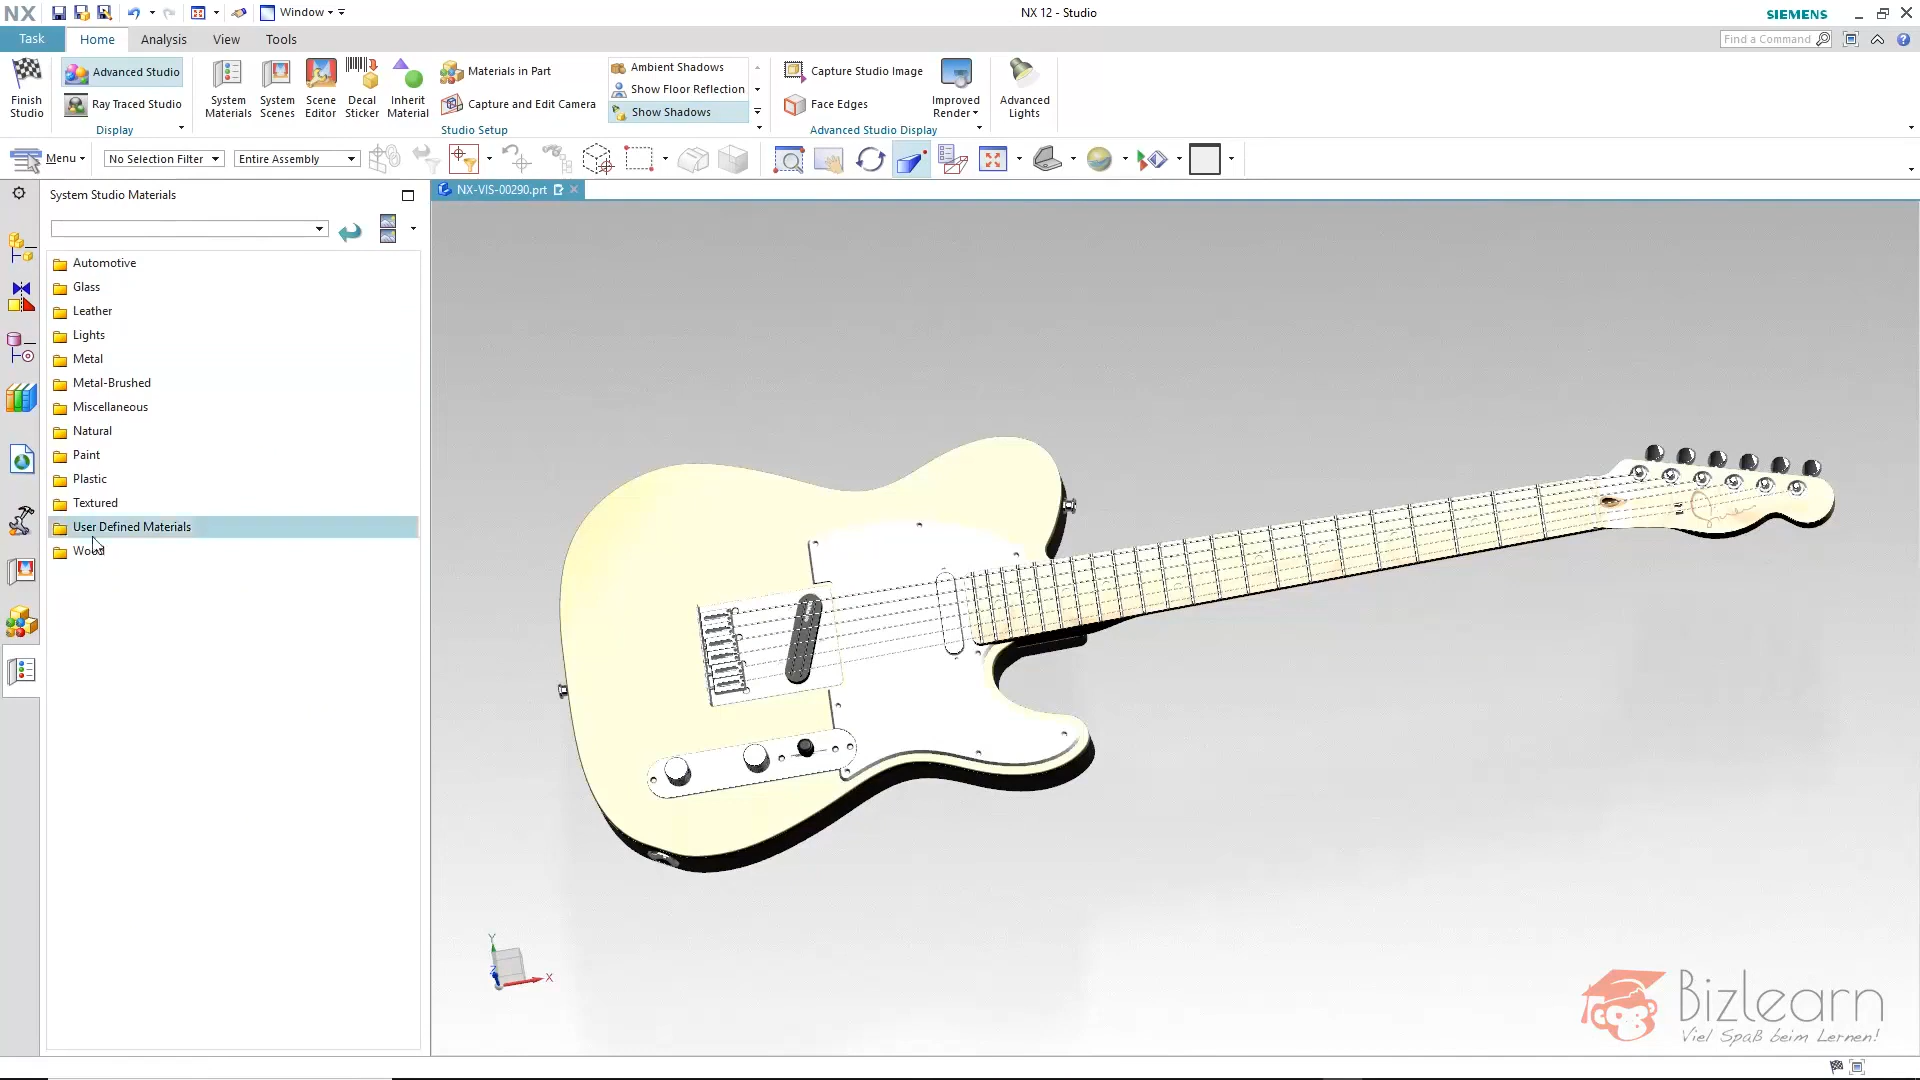 NX
Window
NX 12 - Studio
SIEMENS
Task
Home
Analysis
View
Tools
Find a Command
Finish Studio
Advanced Studio
Ray Traced Studio
Display
System Materials
System Scenes
Scene Editor
Decal Sticker
Inherit Material
Materials in Part
Capture and Edit Camera
Studio Setup
Ambient Shadows
Show Floor Reflection
Show Shadows
Capture Studio Image
Face Edges
Improved Render
Advanced Studio Display
Advanced Lights
Menu
No Selection Filter
Entire Assembly
System Studio Materials
NX-VIS-00290.prt
Automotive
Glass
Leather
Lights
Metal
Metal-Brushed
Miscellaneous
Natural
Paint
Plastic
Textured
User Defined Materials
Wood
Y
Z
X
Bizlearn
Viel Spaß beim Lernen!